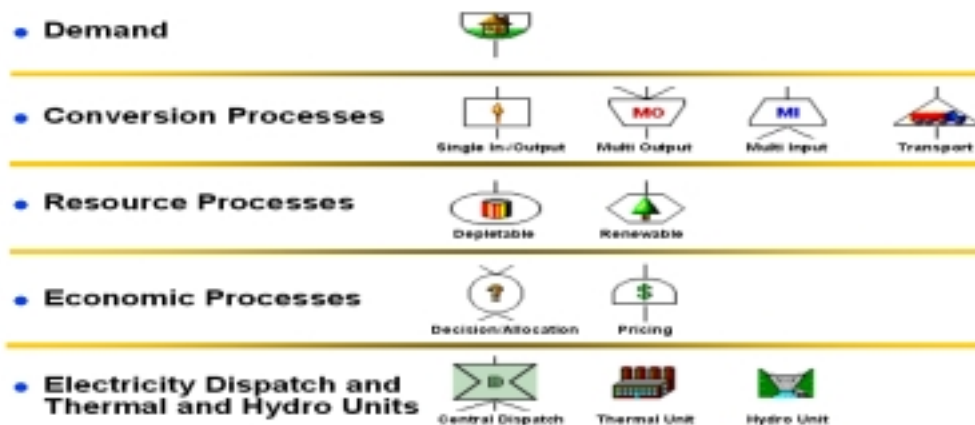 Demand
Conversion Processes
MO
MI
Single In-/Output
Multi Output
Multi Input
Transport
Resource Processes
Depletable
Renewable
Economic Processes
?
$
Decision/Allocation
Pricing
Electricity Dispatch and
Thermal and Hydro Units
D
Central Dispatch
Thermal Unit
Hydro Unit